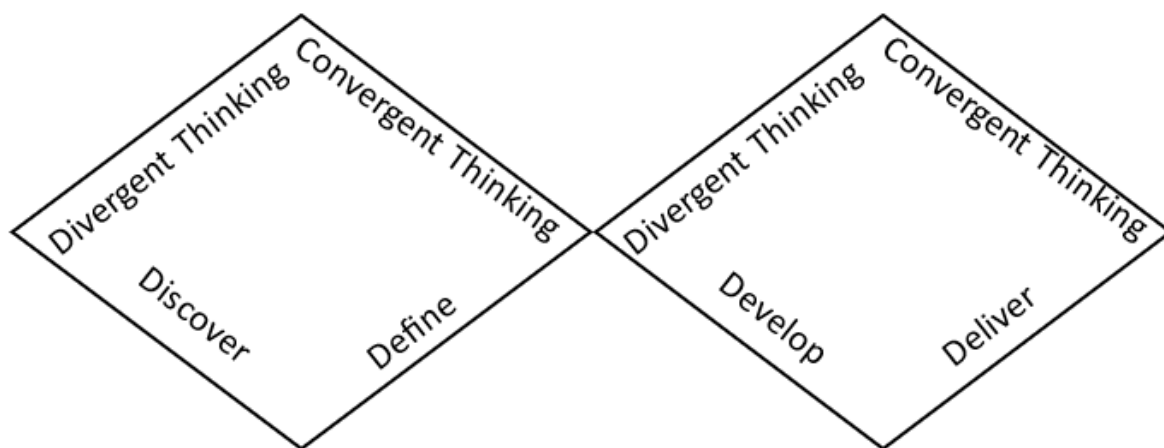 Divergent Thinking
Convergent Thinking
Discover
Define
Divergent Thinking
Convergent Thinking
Develop
Deliver